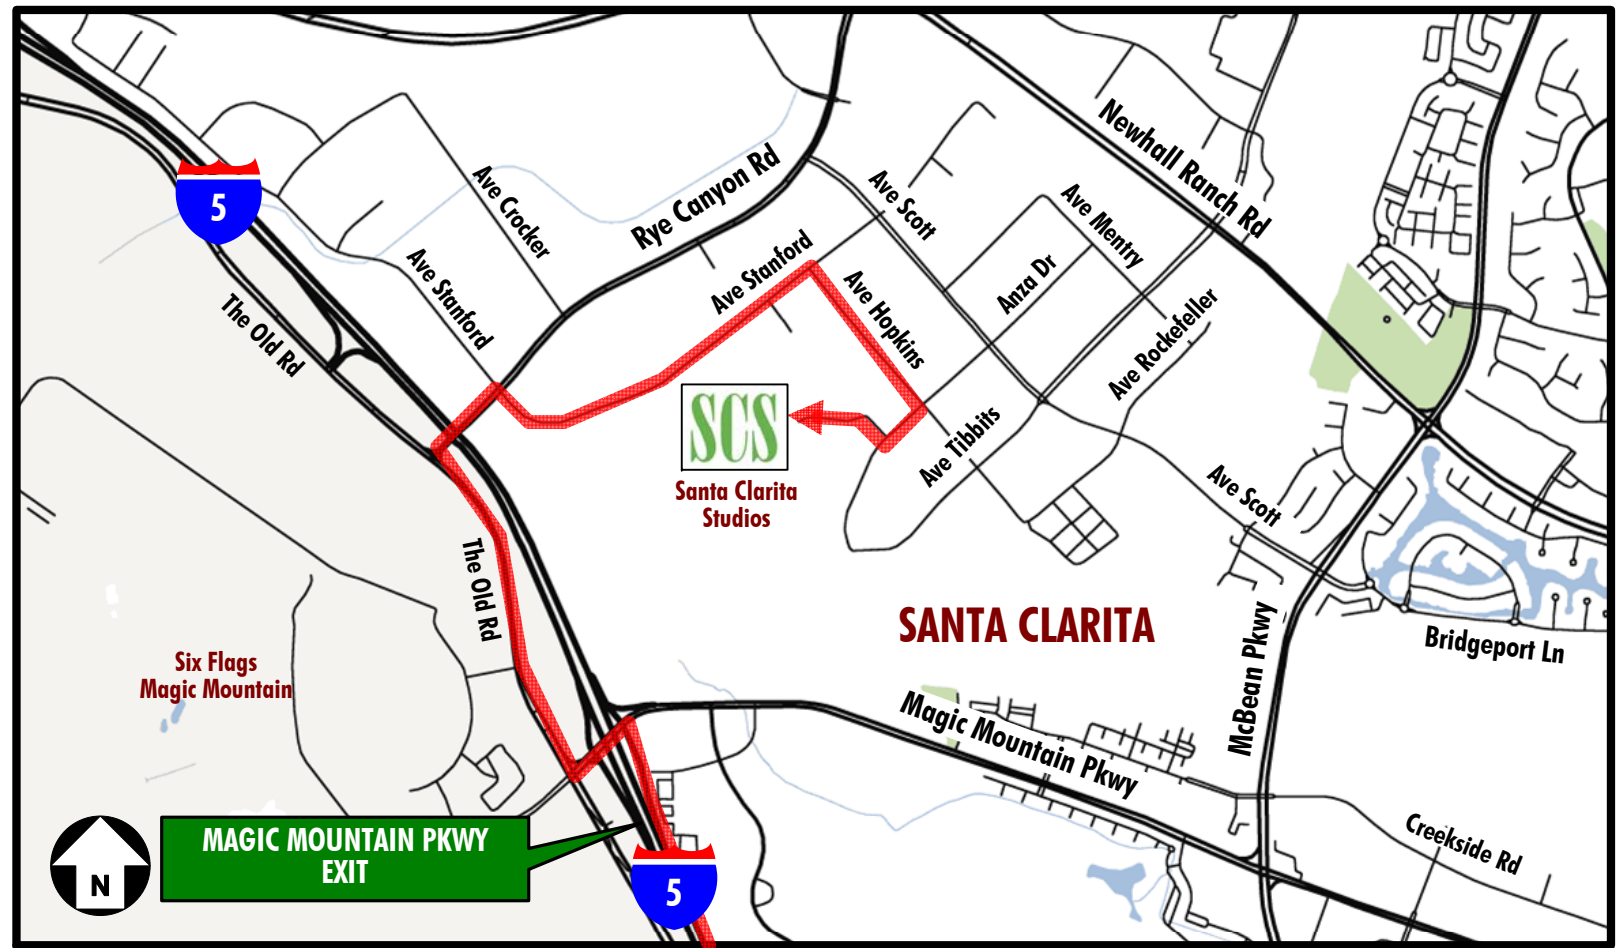 Newhall Ranch Rd
5
Ave Crocker
Rye Canyon Rd
Ave Scott
Ave Mentry
Ave Stanford
Ave Stanford
Ave Hopkins
Anza Dr
The Old Rd
Ave Rockefeller
SCS
Santa Clarita
Studios
Ave Tibbits
Ave Scott
The Old Rd
SANTA CLARITA
McBean Pkwy
Bridgeport Ln
Six Flags
Magic Mountain
Magic Mountain Pkwy
MAGIC MOUNTAIN PKWY
EXIT
N
5
Creekside Rd